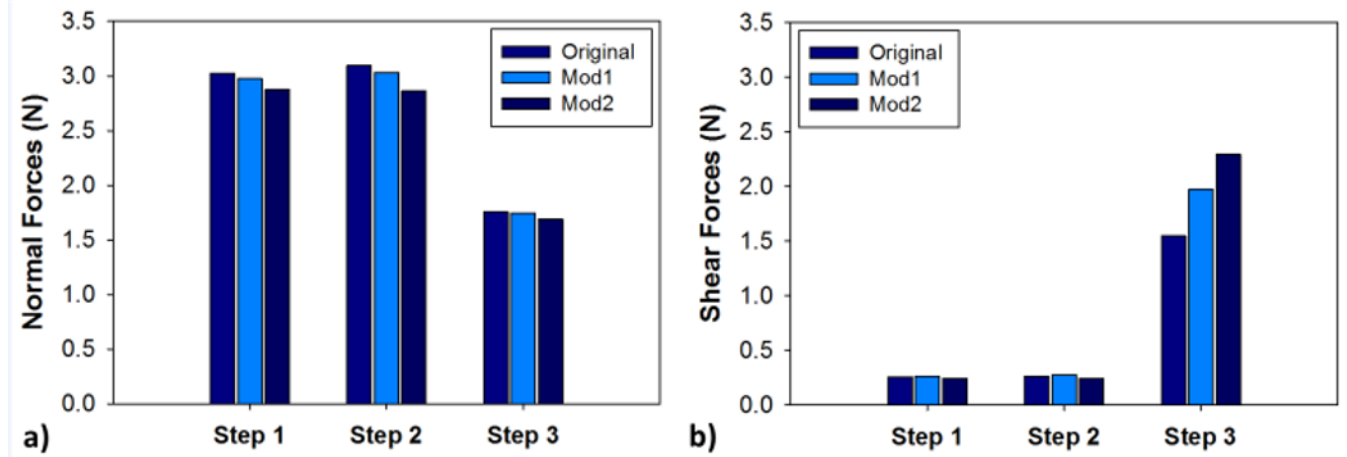 Normal Forces (N)
3.5
3.0
2.5
2.0
1.5
1.0
0.5
0.0
Original
Mod1
Mod2
Step 1 Step 2 Step 3
a)
Shear Forces (N)
3.5
3.0
2.5
2.0
1.5
1.0
0.5
0.0
Original
Mod1
Mod2
Step 1 Step 2 Step 3
b)